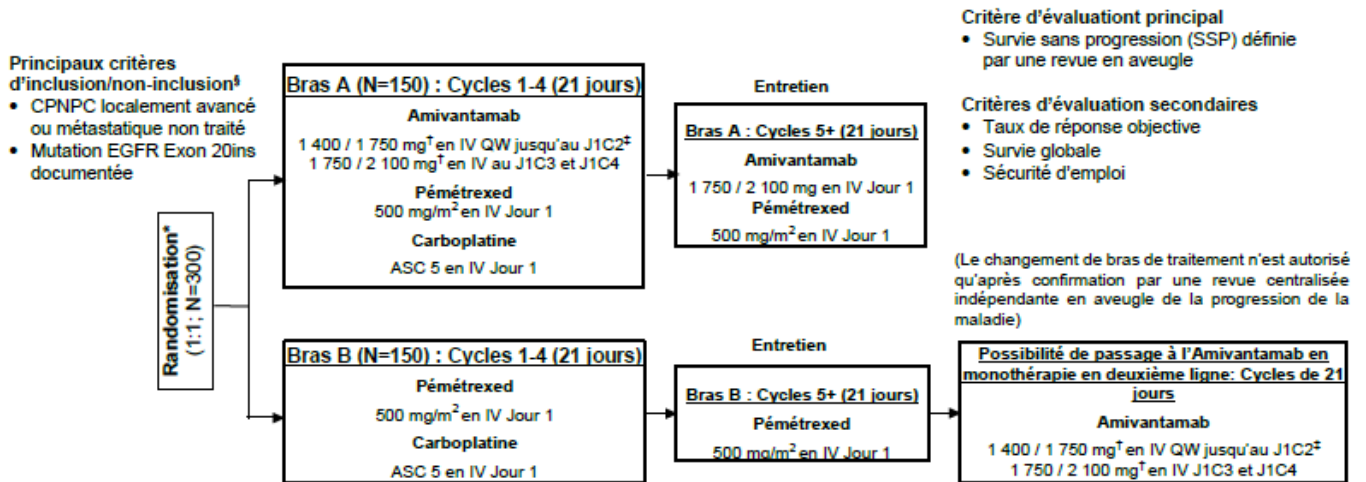 Principaux critères
d'inclusion/non-inclusion§
• CPNPC localement avancé
ou métastatique non traité
• Mutation EGFR Exon 20ins
documentée
Randomisation*
(1:1; N=300)
Bras A (N=150) : Cycles 1-4 (21 jours)
Amivantamab
1 400 / 1 750 mg† en IV QW jusqu'au J1C2‡
1 750 / 2 100 mg† en IV au J1C3 et J1C4
Pémétrexed
500 mg/m² en IV Jour 1
Carboplatine
ASC 5 en IV Jour 1
Entretien
Bras A : Cycles 5+ (21 jours)
Amivantamab
1 750 / 2 100 mg en IV Jour 1
Pémétrexed
500 mg/m² en IV Jour 1
Critère d'évaluationt principal
• Survie sans progression (SSP) définie
par une revue en aveugle
Critères d'évaluation secondaires
• Taux de réponse objective
• Survie globale
• Sécurité d'emploi
Bras B (N=150) : Cycles 1-4 (21 jours)
Pémétrexed
500 mg/m² en IV Jour 1
Carboplatine
ASC 5 en IV Jour 1
Entretien
Bras B : Cycles 5+ (21 jours)
Pémétrexed
500 mg/m² en IV Jour 1
(Le changement de bras de traitement n'est autorisé
qu'après confirmation par une revue centralisée
indépendante en aveugle de la progression de la
maladie)
Possibilité de passage à l'Amivantamab en
monothérapie en deuxième ligne: Cycles de 21
jours
Amivantamab
1 400 / 1 750 mg† en IV QW jusqu'au J1C2‡
1 750 / 2 100 mg† en IV J1C3 et J1C4